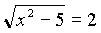 √(x² − 5) = 2